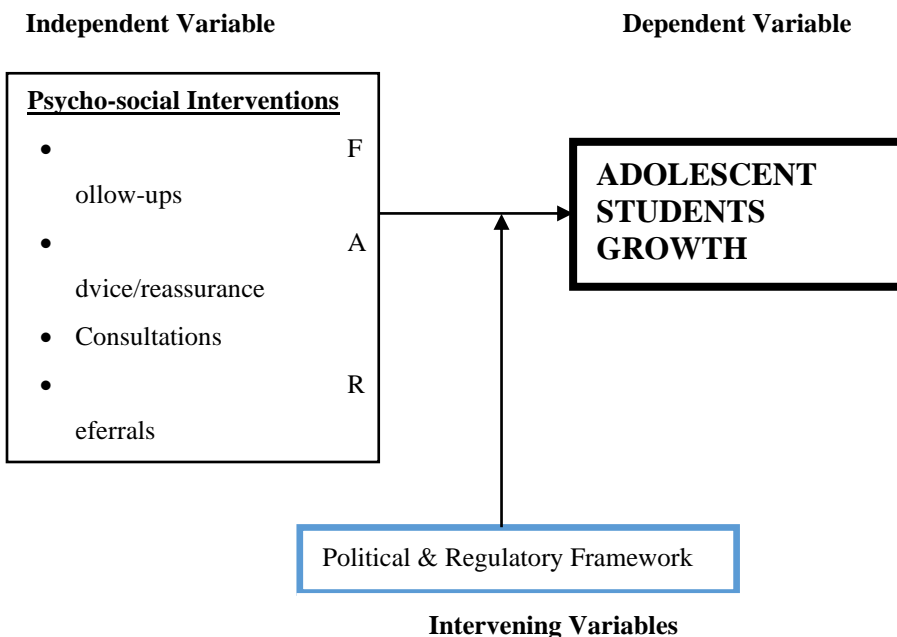 Independent Variable
Dependent Variable
Psycho-social Interventions
• F
ollow-ups
• A
dvice/reassurance
• Consultations
• R
eferrals
ADOLESCENT
STUDENTS
GROWTH
Political & Regulatory Framework
Intervening Variables